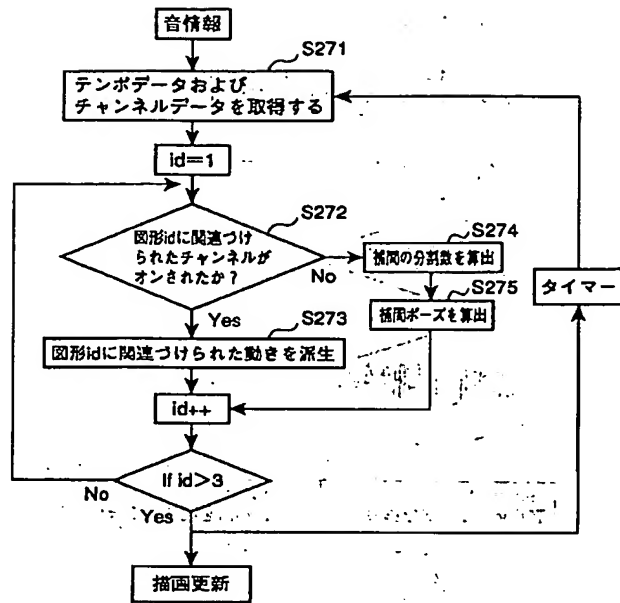 音情報
S271
テンポデータおよび
チャンネルデータを取得する
id=1
S272
図形idに関連づけ
られたチャンネルが
オンされたか?
No
S274
補間の分割数を算出
S275
補間ポーズを算出
タイマー
Yes
S273
図形idに関連づけられた動きを派生
id++
If id>3
No
Yes
描画更新